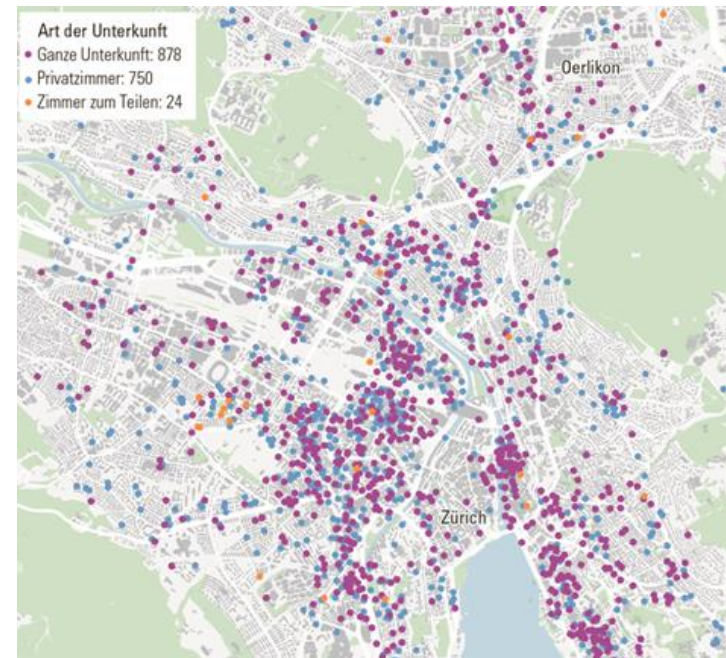 Art der Unterkunft
Ganze Unterkunft: 878
Privatzimmer: 750
Zimmer zum Teilen: 24
Oerlikon
Zürich